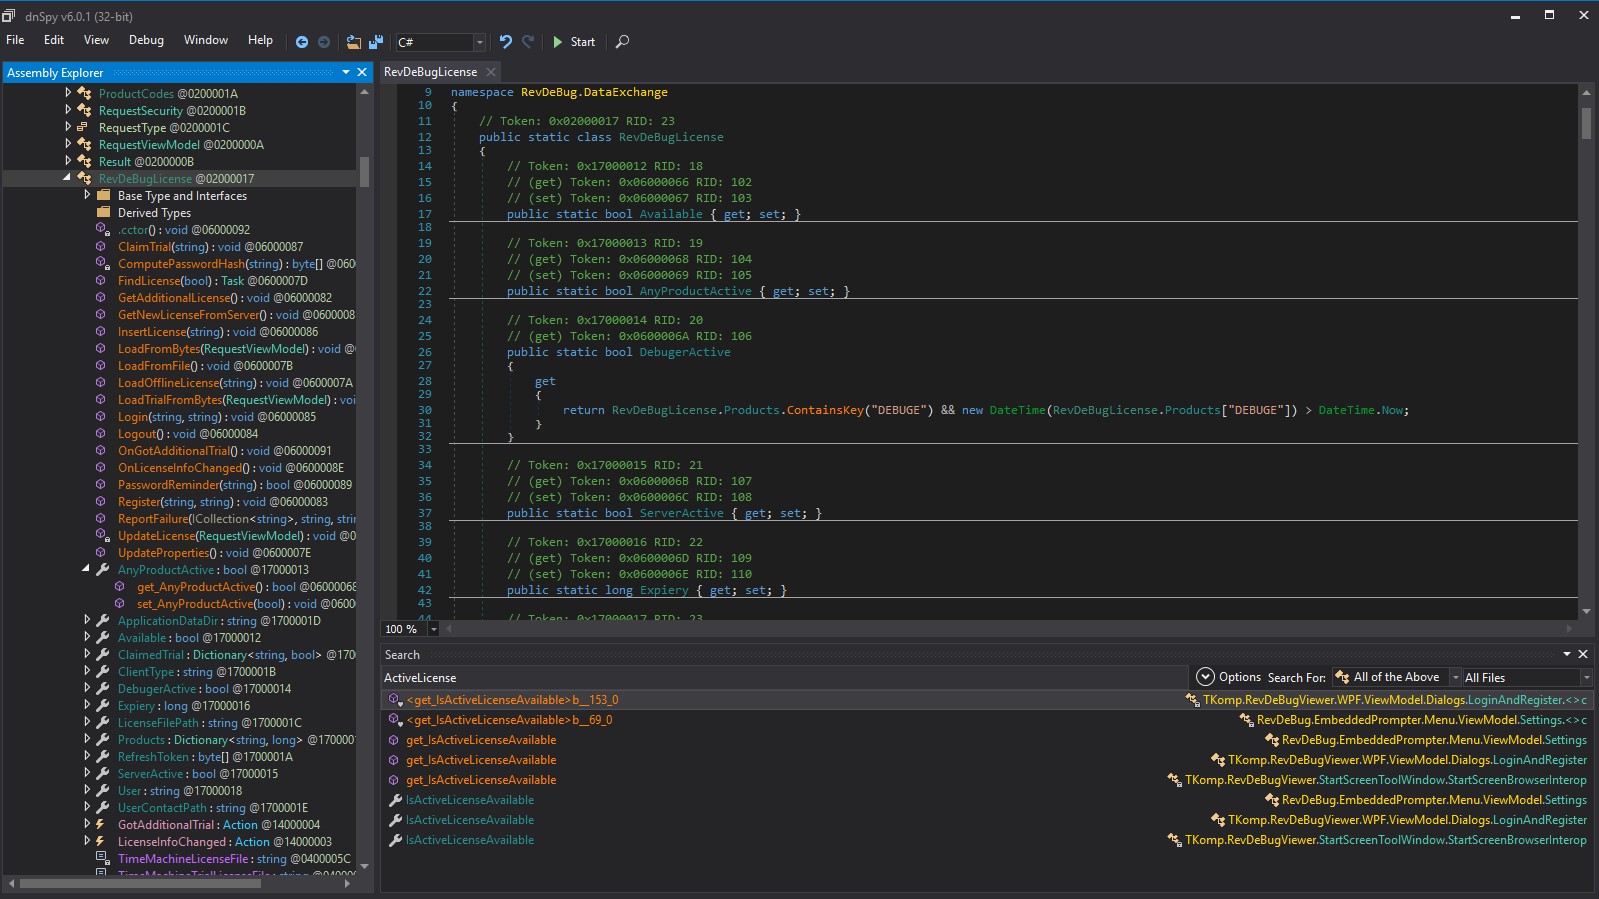 dnSpy v6.0.1 (32-bit)
File Edit View Debug Window Help C# Start
Assembly Explorer
ProductCodes @0200001A
RequestSecurity @0200001B
RequestType @0200001C
RequestViewModel @0200000A
Result @0200000B
RevDeBugLicense @02000017
Base Type and Interfaces
Derived Types
.cctor() : void @06000092
ClaimTrial(string) : void @06000087
ComputePasswordHash(string) : byte[] @060
FindLicense(bool) : Task @0600007D
GetAdditionalLicense() : void @06000082
GetNewLicenseFromServer() : void @0600008
InsertLicense(string) : void @06000086
LoadFromBytes(RequestViewModel) : void @
LoadFromFile() : void @0600007B
LoadOfflineLicense(string) : void @0600007A
LoadTrialFromBytes(RequestViewModel) : voi
Login(string, string) : void @06000085
Logout() : void @06000084
OnGotAdditionalTrial() : void @06000091
OnLicenseInfoChanged() : void @0600008E
PasswordReminder(string) : bool @06000089
Register(string, string) : void @06000083
ReportFailure(ICollection<string>, string, strin
UpdateLicense(RequestViewModel) : void @0
UpdateProperties() : void @0600007E
AnyProductActive : bool @17000013
get_AnyProductActive() : bool @06000068
set_AnyProductActive(bool) : void @0600
ApplicationDataDir : string @1700001D
Available : bool @17000012
ClaimedTrial : Dictionary<string, bool> @170
ClientType : string @1700001B
DebugerActive : bool @17000014
Expiery : long @17000016
LicenseFilePath : string @1700001C
Products : Dictionary<string, long> @170000
RefreshToken : byte[] @1700001A
ServerActive : bool @17000015
User : string @17000018
UserContactPath : string @1700001E
GotAdditionalTrial : Action @14000004
LicenseInfoChanged : Action @14000003
TimeMachineLicenseFile : string @0400005C
TimeMachineTrialLicenseFile : string @04000
RevDeBugLicense
9 namespace RevDeBug.DataExchange
10 {
11 // Token: 0x02000017 RID: 23
12 public static class RevDeBugLicense
13 {
14 // Token: 0x17000012 RID: 18
15 // (get) Token: 0x06000066 RID: 102
16 // (set) Token: 0x06000067 RID: 103
17 public static bool Available { get; set; }
18
19 // Token: 0x17000013 RID: 19
20 // (get) Token: 0x06000068 RID: 104
21 // (set) Token: 0x06000069 RID: 105
22 public static bool AnyProductActive { get; set; }
23
24 // Token: 0x17000014 RID: 20
25 // (get) Token: 0x0600006A RID: 106
26 public static bool DebugerActive
27 {
28 get
29 {
30 return RevDeBugLicense.Products.ContainsKey("DEBUGE") && new DateTime(RevDeBugLicense.Products["DEBUGE"]) > DateTime.Now;
31 }
32 }
33
34 // Token: 0x17000015 RID: 21
35 // (get) Token: 0x0600006B RID: 107
36 // (set) Token: 0x0600006C RID: 108
37 public static bool ServerActive { get; set; }
38
39 // Token: 0x17000016 RID: 22
40 // (get) Token: 0x0600006D RID: 109
41 // (set) Token: 0x0600006E RID: 110
42 public static long Expiery { get; set; }
43
44 // Token: 0x17000017 RID: 23
100 %
Search
ActiveLicense Options Search For: All of the Above All Files
<get_IsActiveLicenseAvailable>b__153_0 TKomp.RevDeBugViewer.WPF.ViewModel.Dialogs.LoginAndRegister.<>c
<get_IsActiveLicenseAvailable>b__69_0 RevDeBug.EmbeddedPrompter.Menu.ViewModel.Settings.<>c
get_IsActiveLicenseAvailable RevDeBug.EmbeddedPrompter.Menu.ViewModel.Settings
get_IsActiveLicenseAvailable TKomp.RevDeBugViewer.WPF.ViewModel.Dialogs.LoginAndRegister
get_IsActiveLicenseAvailable TKomp.RevDeBugViewer.StartScreenToolWindow.StartScreenBrowserInterop
IsActiveLicenseAvailable RevDeBug.EmbeddedPrompter.Menu.ViewModel.Settings
IsActiveLicenseAvailable TKomp.RevDeBugViewer.WPF.ViewModel.Dialogs.LoginAndRegister
IsActiveLicenseAvailable TKomp.RevDeBugViewer.StartScreenToolWindow.StartScreenBrowserInterop